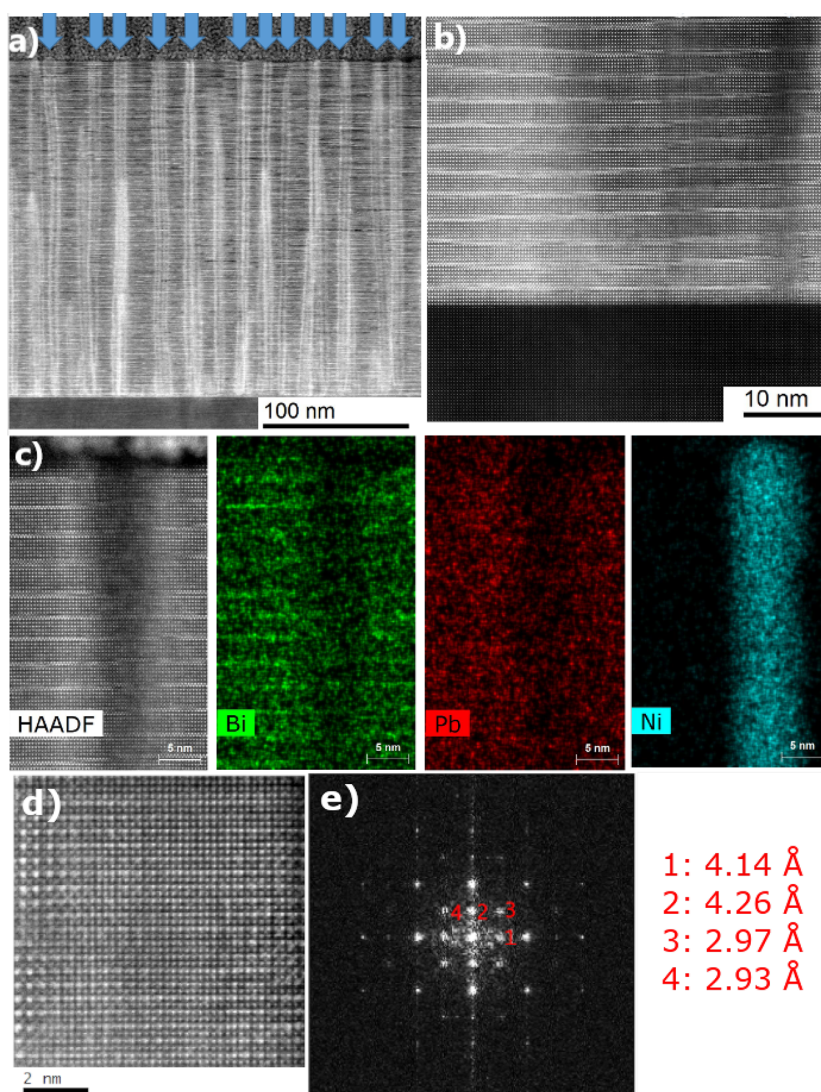 a)
b)
100 nm
10 nm
c)
HAADF
5 nm
Bi
5 nm
Pb
5 nm
Ni
5 nm
d)
e)
4 2 3
1
1: 4.14 Å
2: 4.26 Å
3: 2.97 Å
4: 2.93 Å
2 nm